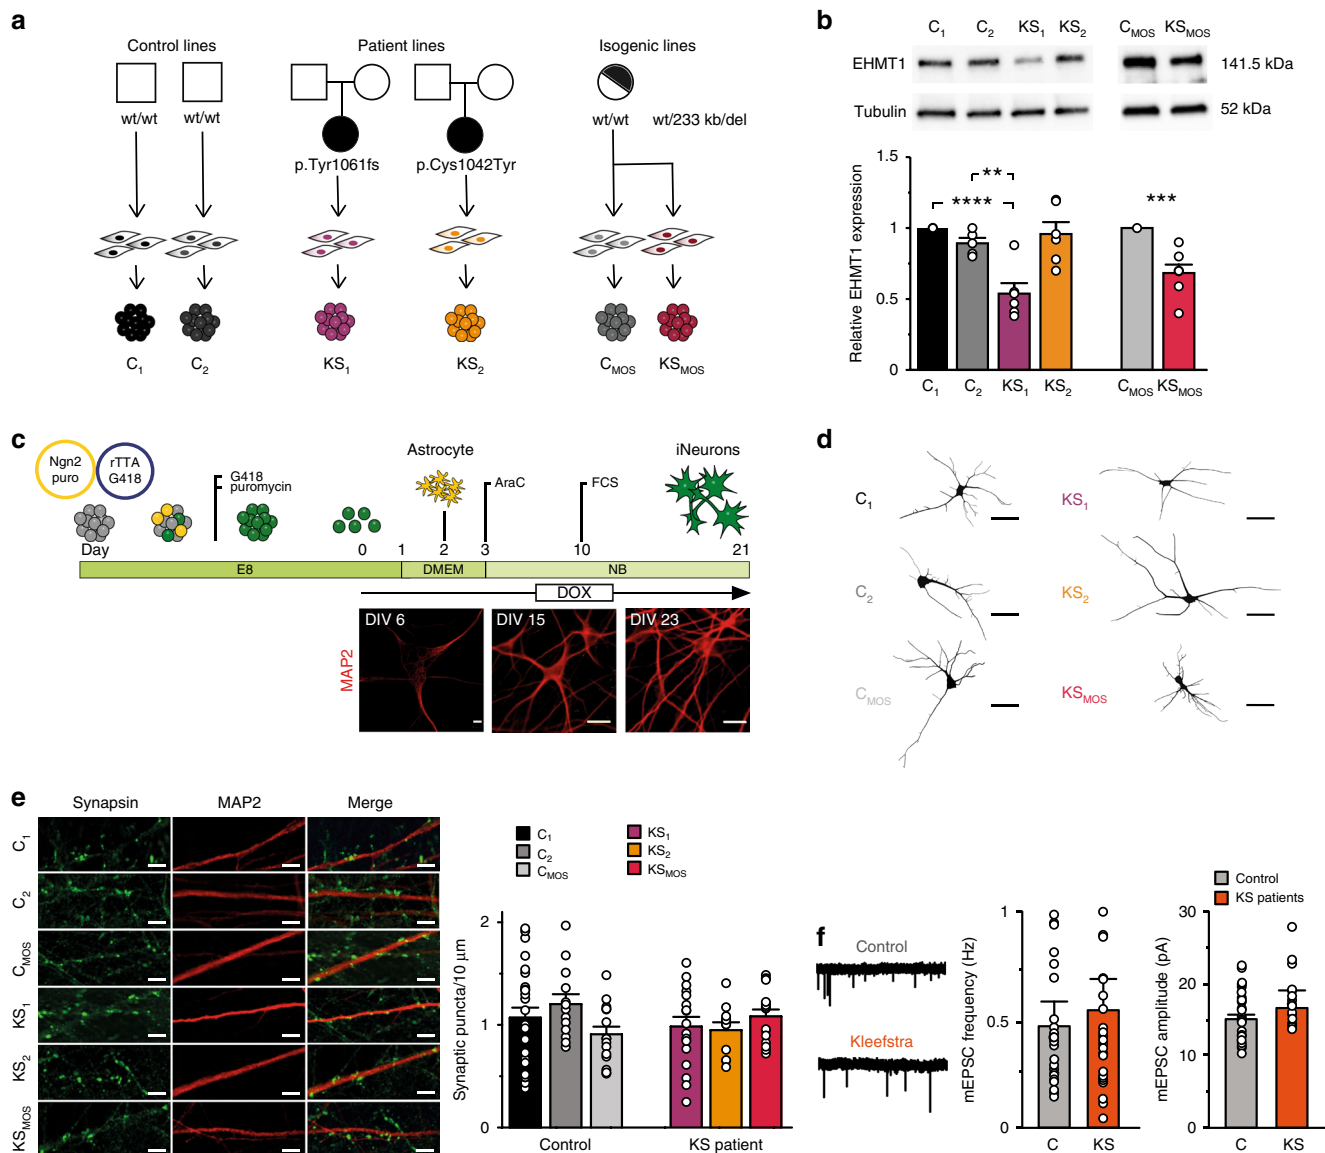 a
Control lines
Patient lines
Isogenic lines
wt/wt
wt/wt
wt/wt
wt/233 kb/del
p.Tyr1061fs
p.Cys1042Tyr
C1
C2
KS1
KS2
CMOS
KSMOS
b
C1
C2
KS1
KS2
CMOS
KSMOS
EHMT1
141.5 kDa
Tubulin
52 kDa
Relative EHMT1 expression
1.5
1
0.5
0
**
****
***
C1
C2
KS1
KS2
CMOS
KSMOS
c
Ngn2
puro
rTTA
G418
G418
puromycin
Astrocyte
AraC
FCS
iNeurons
Day
0
1
2
3
10
21
E8
DMEM
NB
DOX
MAP2
DIV 6
DIV 15
DIV 23
d
C1
KS1
C2
KS2
CMOS
KSMOS
e
Synapsin
MAP2
Merge
C1
C2
CMOS
KS1
KS2
KSMOS
C1
C2
CMOS
KS1
KS2
KSMOS
Synaptic puncta/10 µm
2
1
0
Control
KS patient
f
Control
Kleefstra
mEPSC frequency (Hz)
1
0.5
0
C
KS
Control
KS patients
mEPSC amplitude (pA)
30
15
0
C
KS